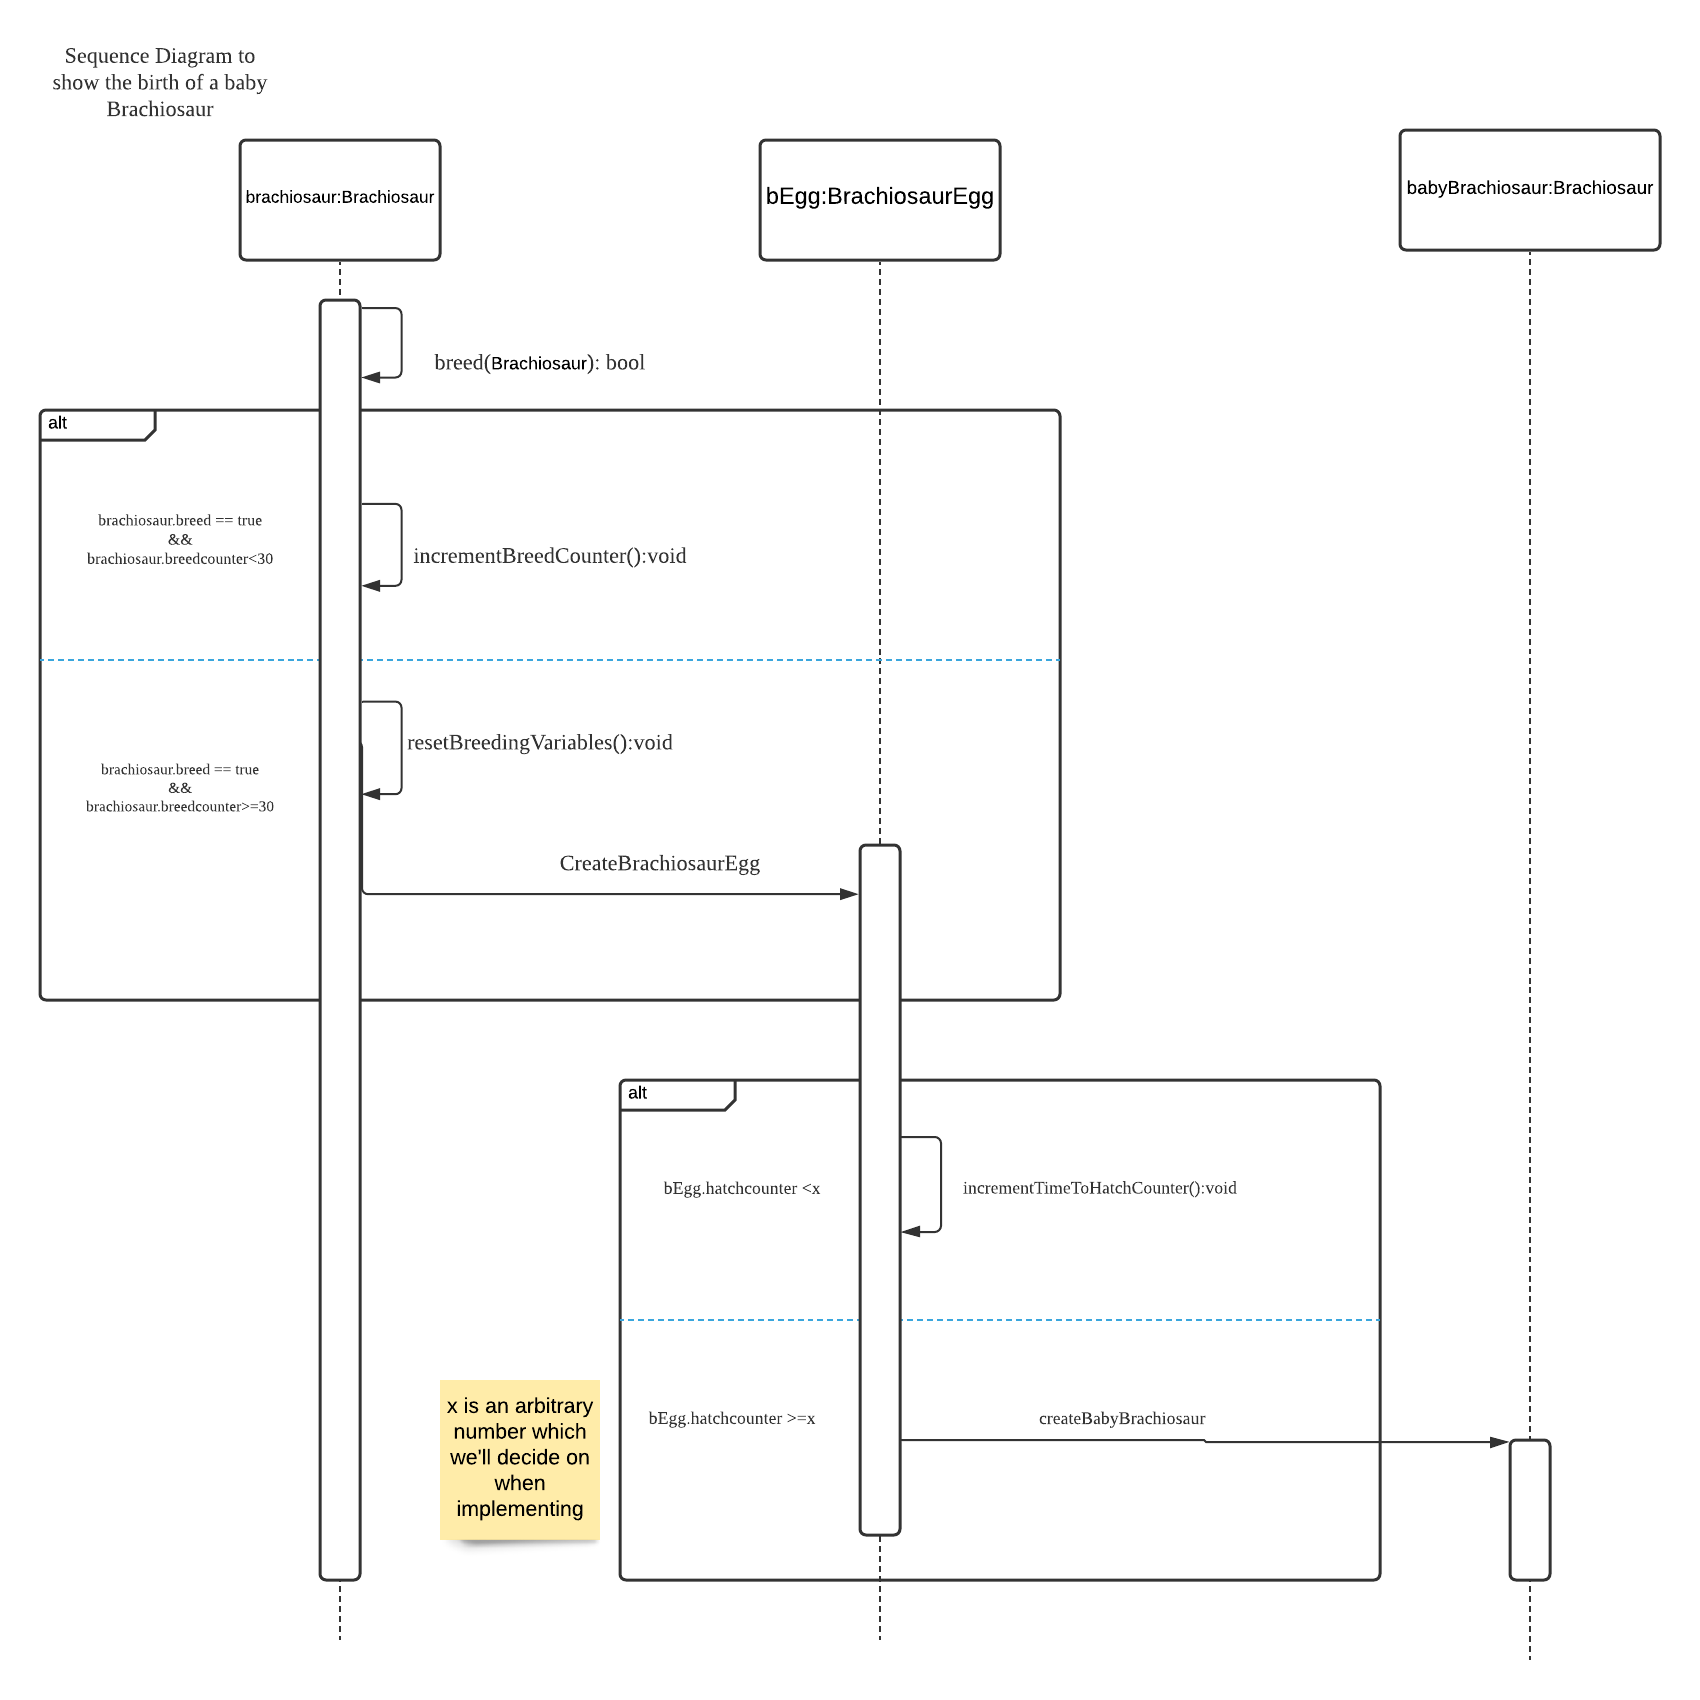 Sequence Diagram to
show the birth of a baby
Brachiosaur
brachiosaur:Brachiosaur
bEgg:BrachiosaurEgg
babyBrachiosaur:Brachiosaur
breed(Brachiosaur): bool
alt
brachiosaur.breed == true
&&
brachiosaur.breedcounter<30
incrementBreedCounter():void
resetBreedingVariables():void
brachiosaur.breed == true
&&
brachiosaur.breedcounter>=30
CreateBrachiosaurEgg
alt
bEgg.hatchcounter <x
incrementTimeToHatchCounter():void
x is an arbitrary
number which
we'll decide on
when
implementing
bEgg.hatchcounter >=x
createBabyBrachiosaur